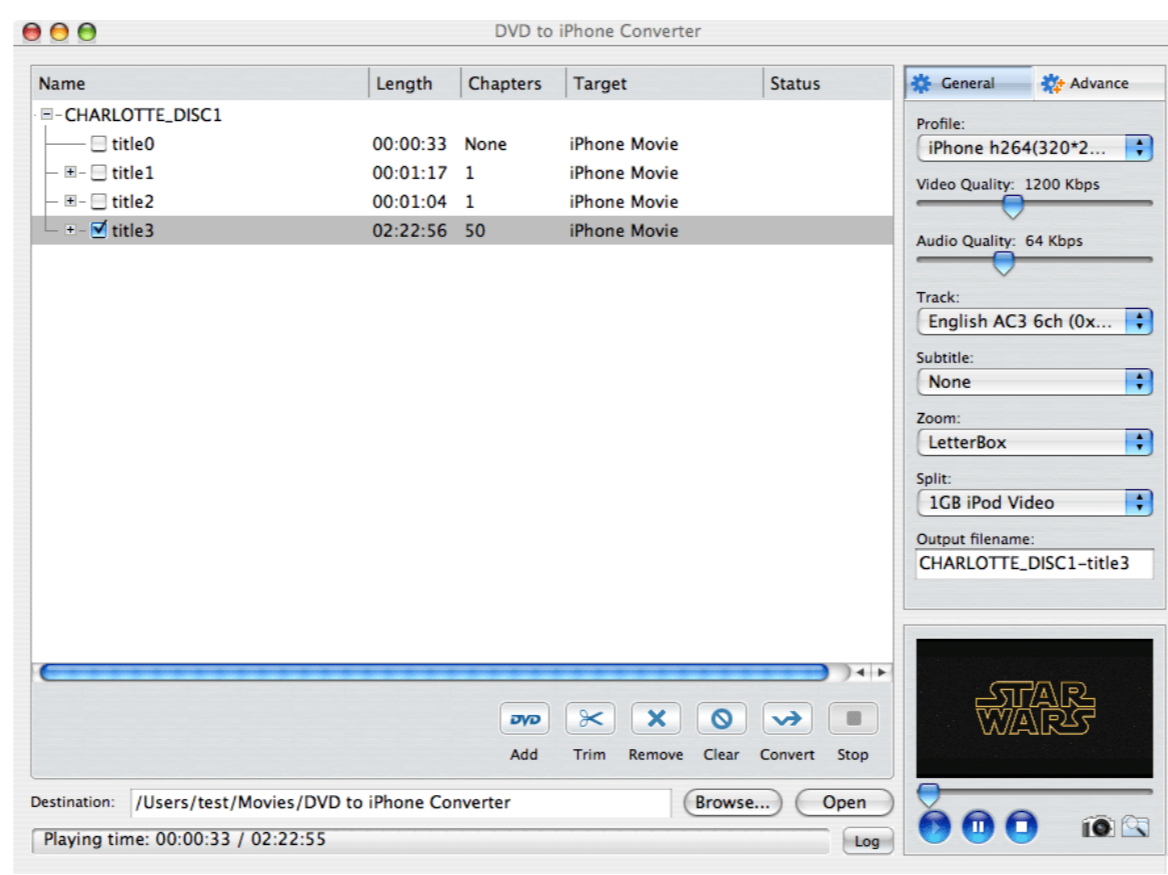 DVD to iPhone Converter
Name Length Chapters Target Status
CHARLOTTE_DISC1
title0 00:00:33 None iPhone Movie
title1 00:01:17 1 iPhone Movie
title2 00:01:04 1 iPhone Movie
title3 02:22:56 50 iPhone Movie
DVD
Add Trim Remove Clear Convert Stop
Destination: /Users/test/Movies/DVD to iPhone Converter Browse... Open
Playing time: 00:00:33 / 02:22:55 Log
General Advance
Profile:
iPhone h264(320*2...
Video Quality: 1200 Kbps
Audio Quality: 64 Kbps
Track:
English AC3 6ch (0x...
Subtitle:
None
Zoom:
LetterBox
Split:
1GB iPod Video
Output filename:
CHARLOTTE_DISC1-title3
STAR
WARS